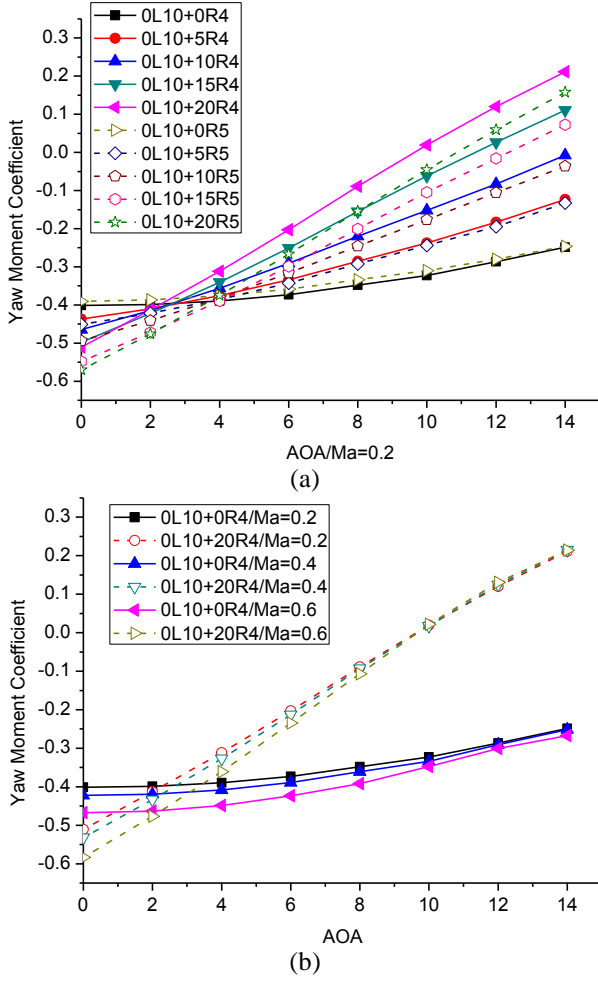 0.3
0.2
0.1
0.0
-0.1
-0.2
-0.3
-0.4
-0.5
-0.6
Yaw Moment Coefficient
0L10+0R4
0L10+5R4
0L10+10R4
0L10+15R4
0L10+20R4
0L10+0R5
0L10+5R5
0L10+10R5
0L10+15R5
0L10+20R5
0 2 4 6 8 10 12 14
AOA/Ma=0.2
(a)
0.3
0.2
0.1
0.0
-0.1
-0.2
-0.3
-0.4
-0.5
-0.6
Yaw Moment Coefficient
0L10+0R4/Ma=0.2
0L10+20R4/Ma=0.2
0L10+0R4/Ma=0.4
0L10+20R4/Ma=0.4
0L10+0R4/Ma=0.6
0L10+20R4/Ma=0.6
0 2 4 6 8 10 12 14
AOA
(b)